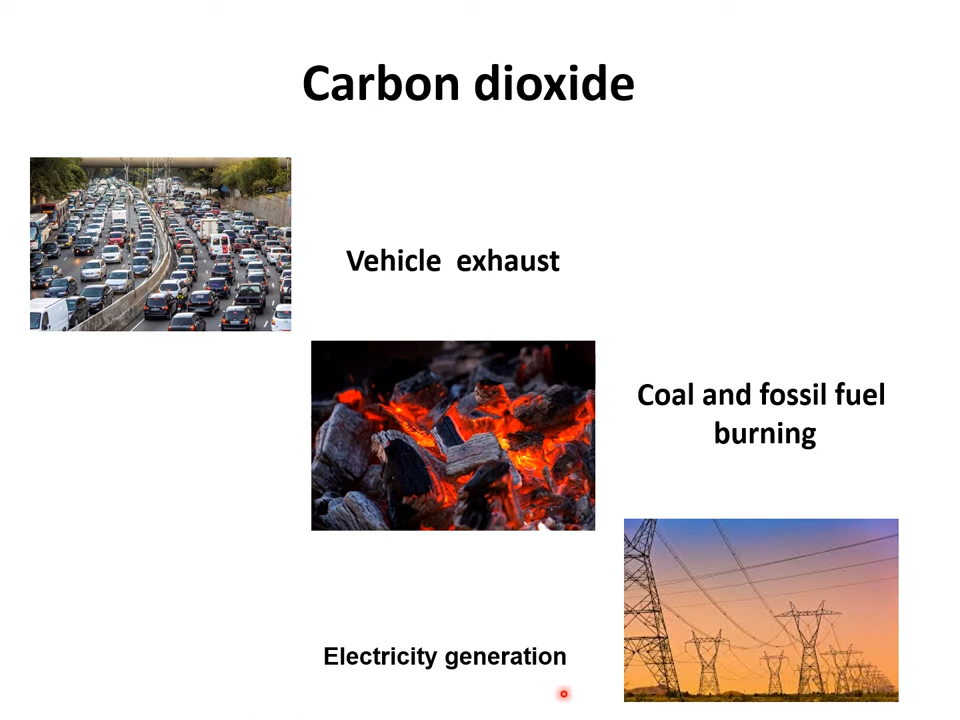 Carbon dioxide
Vehicle exhaust
Coal and fossil fuel
burning
Electricity generation